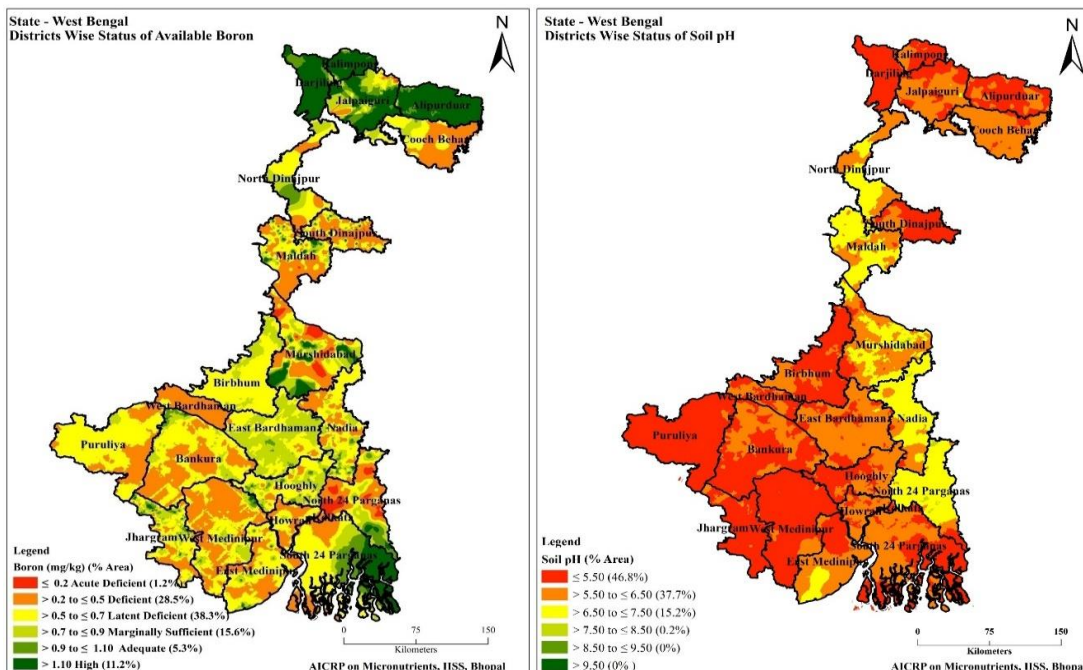 State - West Bengal
Districts Wise Status of Available Boron
N
Kalimpong
Darjiling
Jalpaiguri
Alipurduar
Cooch Behar
North Dinajpur
South Dinajpur
Maldah
Murshidabad
Birbhum
West Bardhaman
East Bardhaman
Nadia
Puruliya
Bankura
Hooghly
North 24 Parganas
Howrah
Kolkata
Jhargram
West Medinipur
South 24 Parganas
East Medinipur
Legend
Boron (mg/kg) (% Area)
≤ 0.2 Acute Deficient (1.2%)
> 0.2 to ≤ 0.5 Deficient (28.5%)
> 0.5 to ≤ 0.7 Latent Deficient (38.3%)
> 0.7 to ≤ 0.9 Marginally Sufficient (15.6%)
> 0.9 to ≤ 1.10 Adequate (5.3%)
> 1.10 High (11.2%)
0 75 150
Kilometers
AICRP on Micronutrients, IISS, Bhopal
State - West Bengal
Districts Wise Status of Soil pH
N
Kalimpong
Darjiling
Jalpaiguri
Alipurduar
Cooch Behar
North Dinajpur
South Dinajpur
Maldah
Murshidabad
Birbhum
West Bardhaman
East Bardhaman
Nadia
Puruliya
Bankura
Hooghly
North 24 Parganas
Howrah
Kolkata
Jhargram
West Medinipur
South 24 Parganas
East Medinipur
Legend
Soil pH (% Area)
≤ 5.50 (46.8%)
> 5.50 to ≤ 6.50 (37.7%)
> 6.50 to ≤ 7.50 (15.2%)
> 7.50 to ≤ 8.50 (0.2%)
> 8.50 to ≤ 9.50 (0%)
> 9.50 (0%)
0 75 150
Kilometers
AICRP on Micronutrients, IISS, Bhopal